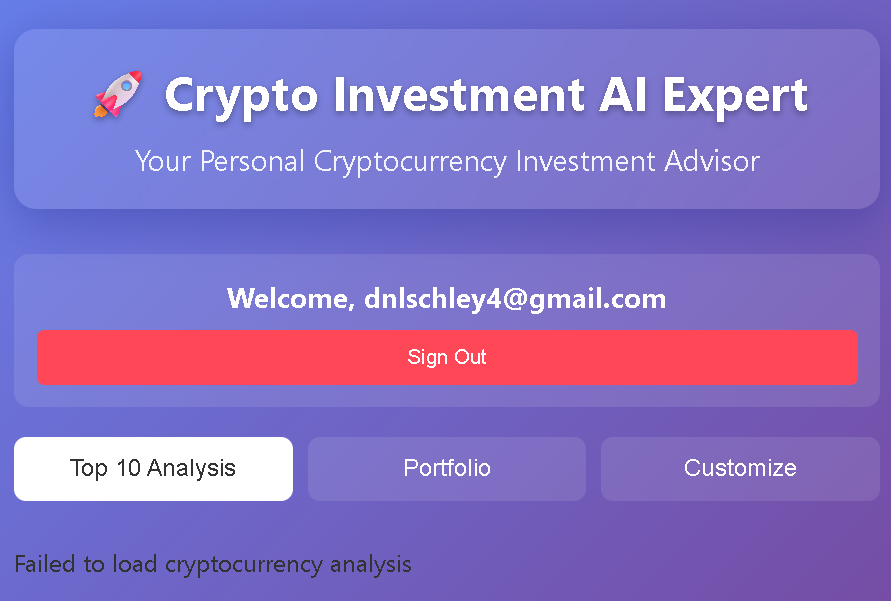 🚀 Crypto Investment AI Expert
Your Personal Cryptocurrency Investment Advisor
Welcome, dnlschley4@gmail.com
Sign Out
Top 10 Analysis
Portfolio
Customize
Failed to load cryptocurrency analysis